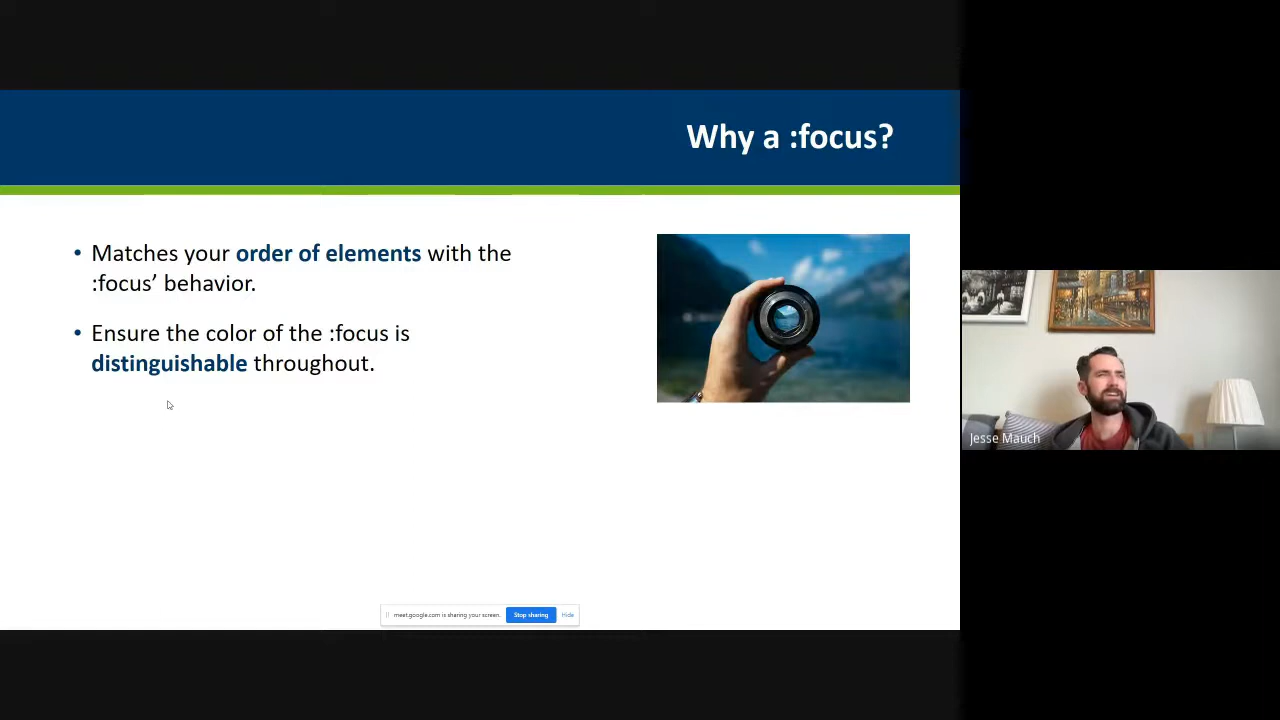 Why a :focus?
• Matches your order of elements with the
:focus’ behavior.
• Ensure the color of the :focus is
distinguishable throughout.
Jesse Mauch
meet.google.com is sharing your screen.
Stop sharing
Hide